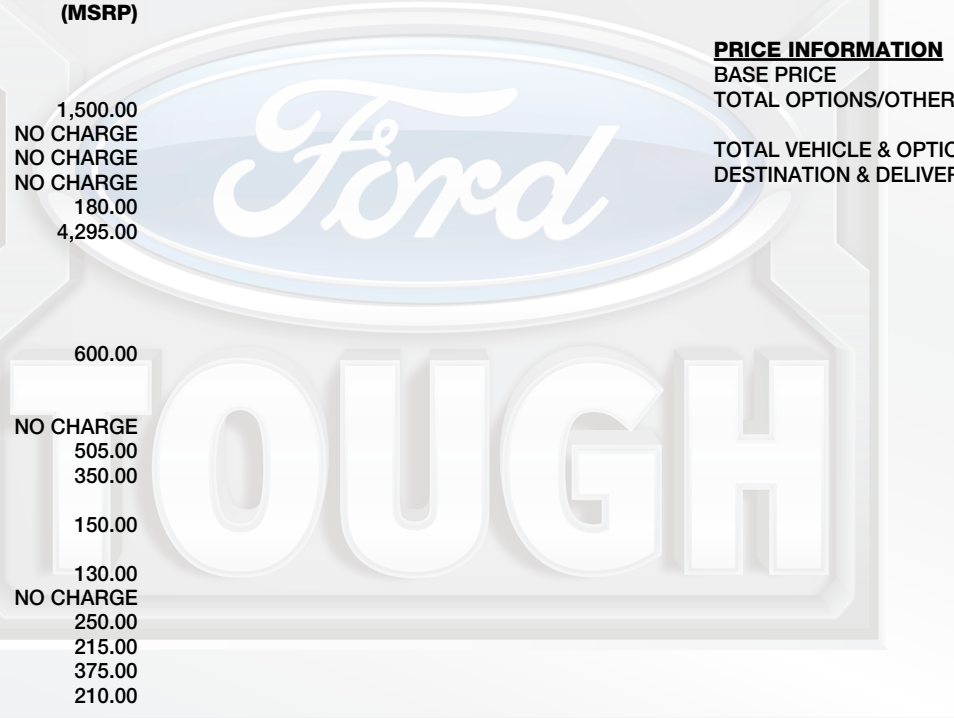 (MSRP)
1,500.00
NO CHARGE
NO CHARGE
NO CHARGE
180.00
4,295.00
600.00
NO CHARGE
505.00
350.00
150.00
130.00
NO CHARGE
250.00
215.00
375.00
210.00
PRICE INFORMATION
BASE PRICE
TOTAL OPTIONS/OTHER
TOTAL VEHICLE & OPTIO
DESTINATION & DELIVER
Ford
TOUGH